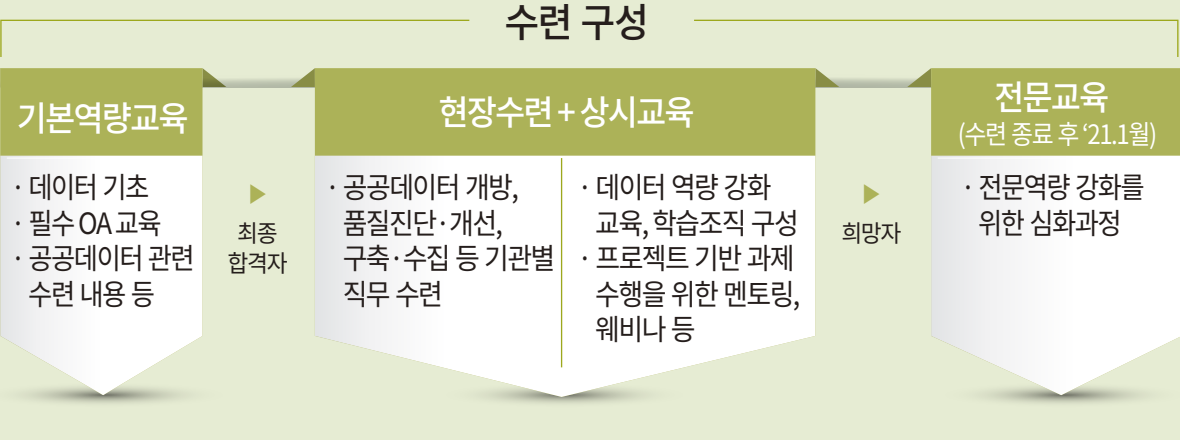 수련 구성
기본역량교육
· 데이터 기초
· 필수 OA 교육
· 공공데이터 관련
수련 내용 등
최종
합격자
현장수련 + 상시교육
· 공공데이터 개방,
품질진단·개선,
구축·수집 등 기관별
직무 수련
· 데이터 역량 강화
교육, 학습조직 구성
· 프로젝트 기반 과제
수행을 위한 멘토링,
웨비나 등
희망자
전문교육
(수련 종료 후 ‘21.1월)
· 전문역량 강화를
위한 심화과정